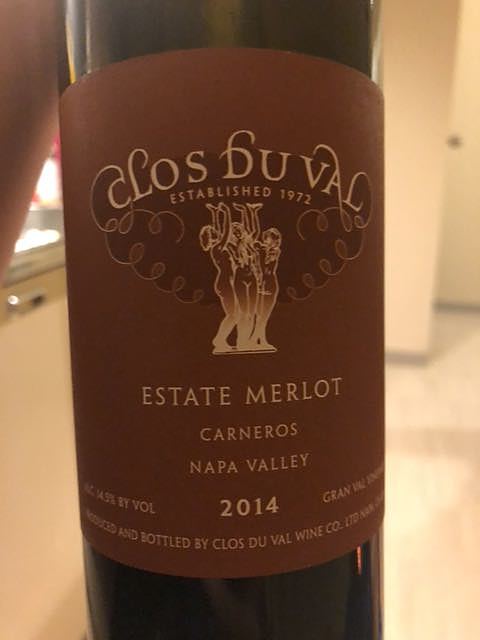 CLOS DU VAL
ESTABLISHED 1972
ESTATE MERLOT
CARNEROS
NAPA VALLEY
ALC 14.5% BY VOL
2014
GRAN VAL
PRODUCED AND BOTTLED BY CLOS DU VAL WINE CO., LTD